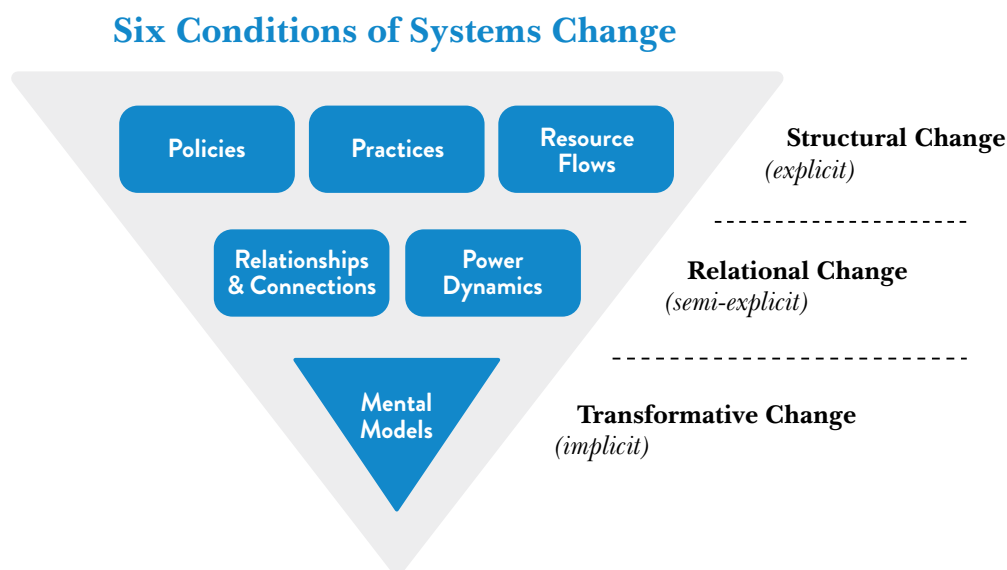 Six Conditions of Systems Change
Policies
Practices
Resource
Flows
Structural Change
(explicit)
Relationships
& Connections
Power
Dynamics
Relational Change
(semi-explicit)
Mental
Models
Transformative Change
(implicit)